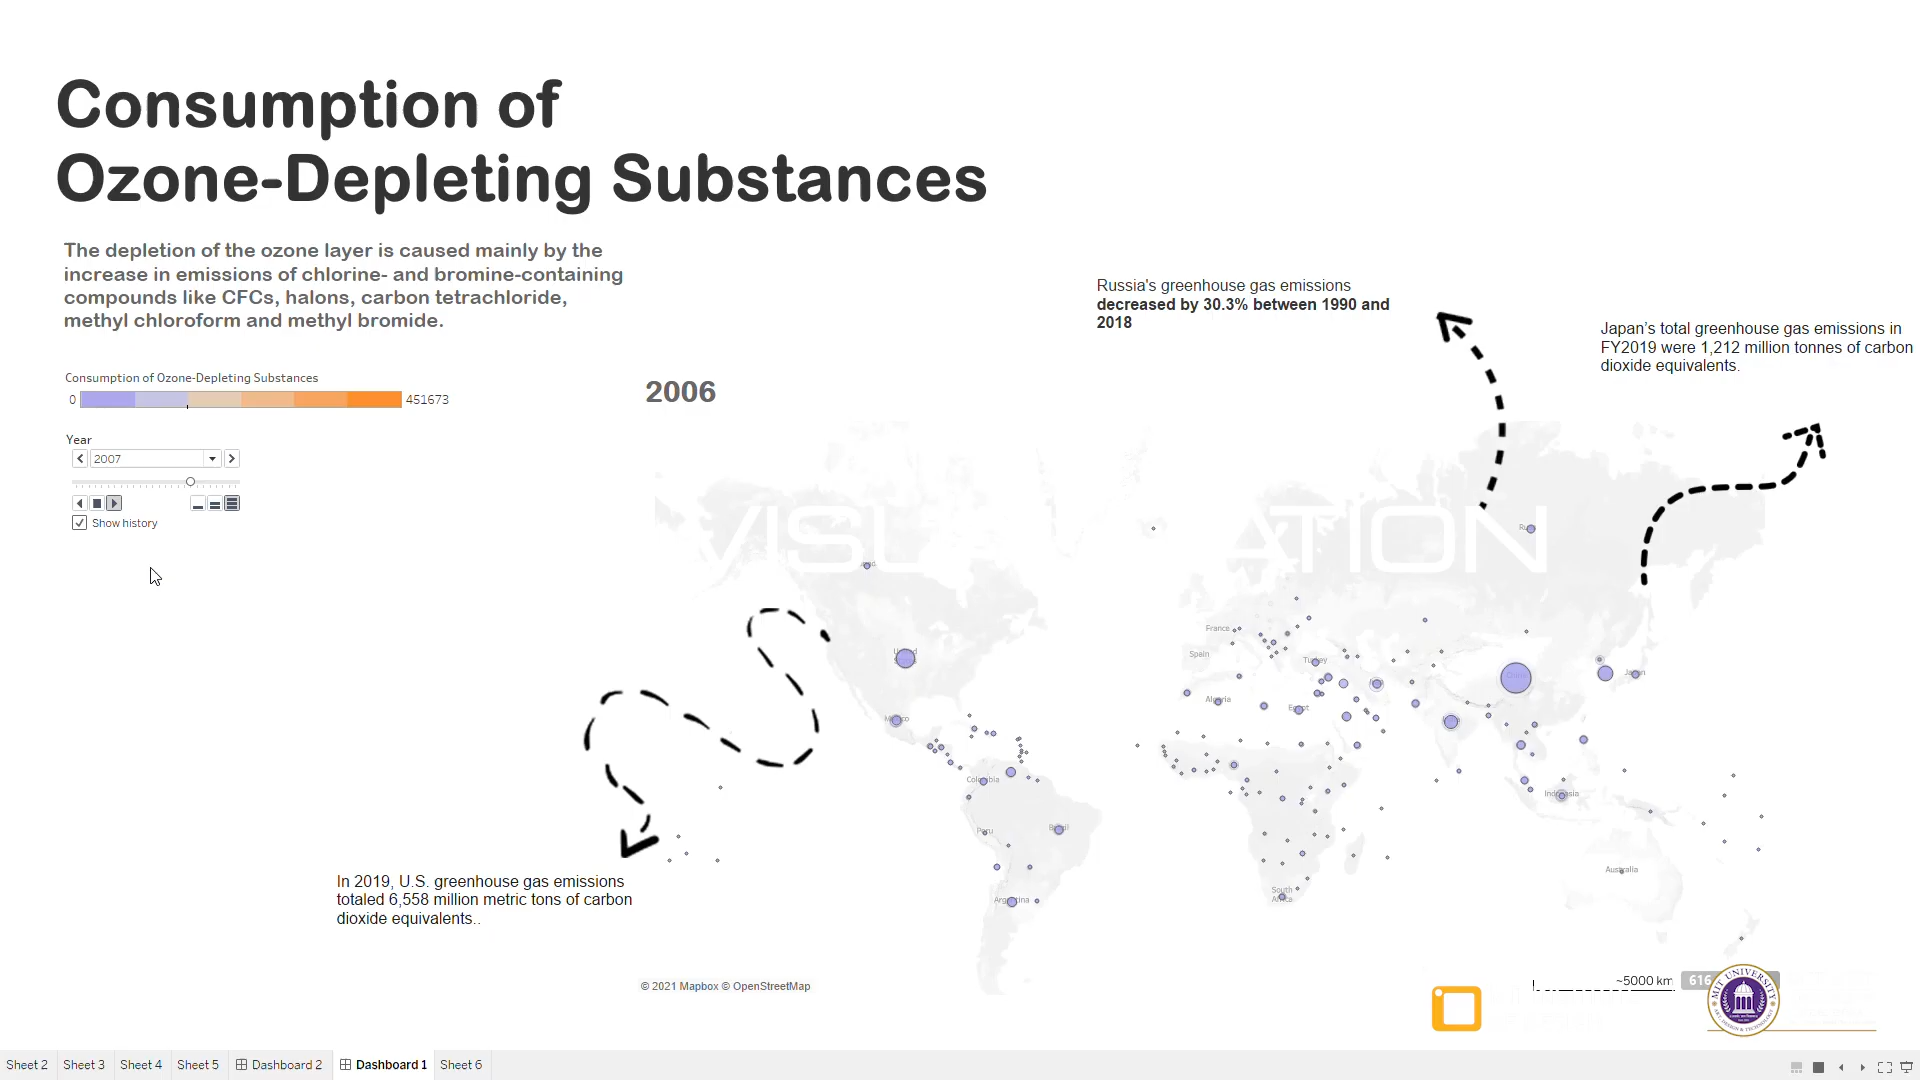 Consumption of
Ozone-Depleting Substances
The depletion of the ozone layer is caused mainly by the
increase in emissions of chlorine- and bromine-containing
compounds like CFCs, halons, carbon tetrachloride,
methyl chloroform and methyl bromide.
Russia's greenhouse gas emissions
decreased by 30.3% between 1990 and
2018
Japan's total greenhouse gas emissions in
FY2019 were 1,212 million tonnes of carbon
dioxide equivalents.
Consumption of Ozone-Depleting Substances
0
451673
2006
Year
2007
Show history
France
Spain
Turkey
Algeria
Egypt
Mexico
Japan
Colombia
Peru
Brazil
Indonesia
Australia
South
Africa
Argentina
In 2019, U.S. greenhouse gas emissions
totaled 6,558 million metric tons of carbon
dioxide equivalents..
© 2021 Mapbox © OpenStreetMap
~5000 km
616
MIT UNIVERSITY
Sheet 2
Sheet 3
Sheet 4
Sheet 5
Dashboard 2
Dashboard 1
Sheet 6